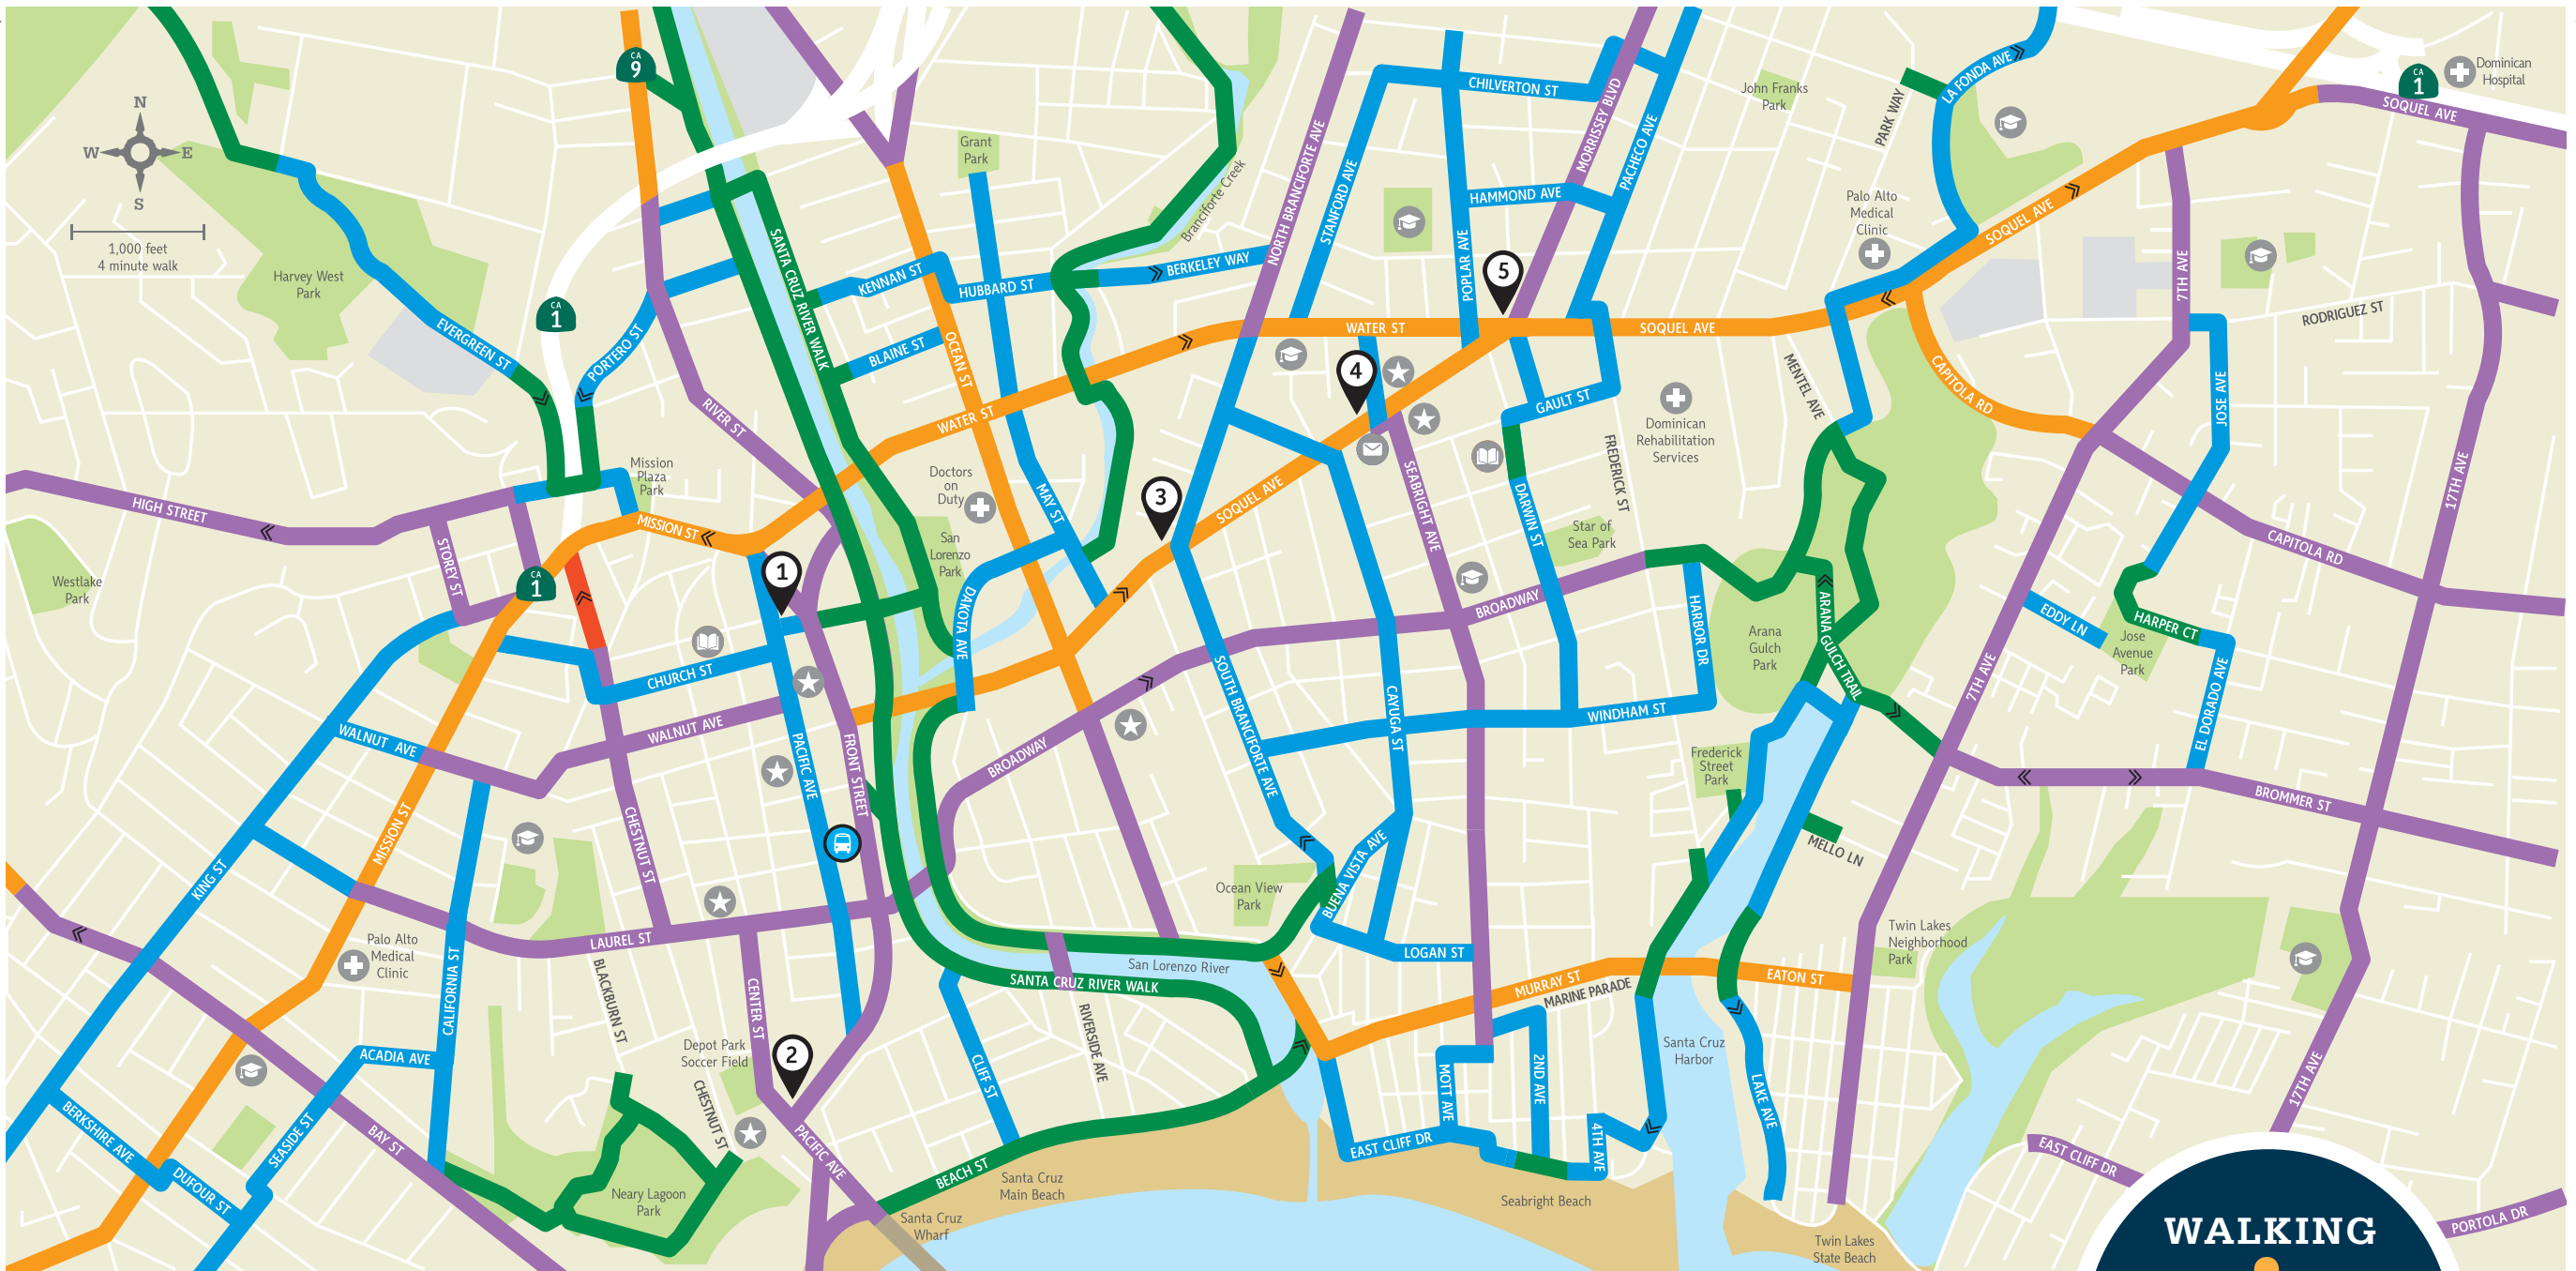 CA
9
CA
1
CA
1
CA
1
N
W
E
S
1,000 feet
4 minute walk
Harvey West
Park
EVERGREEN ST
PORTERO ST
RIVER ST
SANTA CRUZ RIVER WALK
KENNAN ST
BLAINE ST
HUBBARD ST
OCEAN ST
Grant
Park
Branciforte Creek
BERKELEY WAY
NORTH BRANCIFORTE AVE
STANFORD AVE
CHILVERTON ST
HAMMOND AVE
POPLAR AVE
MORRISSEY BLVD
PACHECO AVE
John Franks
Park
PARK WAY
LA FONDA AVE
Palo Alto
Medical
Clinic
SOQUEL AVE
Dominican
Hospital
SOQUEL AVE
7TH AVE
RODRIGUEZ ST
JOSE AVE
17TH AVE
CAPITOLA RD
CAPITOLA RD
WATER ST
SOQUEL AVE
MENTEL AVE
GAULT ST
Dominican
Rehabilitation
Services
FREDERICK ST
DARWIN ST
Star of
Sea Park
SEABRIGHT AVE
5
4
3
1
2
WATER ST
SOQUEL AVE
MAY ST
Doctors
on
Duty
San
Lorenzo
Park
DAKOTA AVE
Mission
Plaza
Park
MISSION ST
HIGH STREET
STOREY ST
Westlake
Park
CHURCH ST
WALNUT AVE
WALNUT AVE
MISSION ST
KING ST
CHESTNUT ST
PACIFIC AVE
FRONT STREET
BROADWAY
BROADWAY
SOUTH BRANCIFORTE AVE
CAYUGA ST
HARBOR DR
WINDHAM ST
Arana
Gulch
Park
ARANA GULCH TRAIL
Frederick
Street
Park
MELLO LN
7TH AVE
EDDY LN
HARPER CT
Jose
Avenue
Park
EL DORADO AVE
BROMMER ST
Ocean View
Park
BUENA VISTA AVE
LOGAN ST
San Lorenzo River
SANTA CRUZ RIVER WALK
LAUREL ST
Palo Alto
Medical
Clinic
CALIFORNIA ST
BLACKBURN ST
CENTER ST
Depot Park
Soccer Field
CHESTNUT ST
ACADIA AVE
SEASIDE ST
BAY ST
BERKSHIRE AVE
DUFOUR ST
Neary Lagoon
Park
PACIFIC AVE
CLIFF ST
RIVERSIDE AVE
BEACH ST
Santa Cruz
Main Beach
Santa Cruz
Wharf
MURRAY ST
MARINE PARADE
EATON ST
MOTT AVE
2ND AVE
4TH AVE
EAST CLIFF DR
Seabright Beach
Santa Cruz
Harbor
LAKE AVE
Twin Lakes
Neighborhood
Park
Twin Lakes
State Beach
17TH AVE
EAST CLIFF DR
PORTOLA DR
WALKING